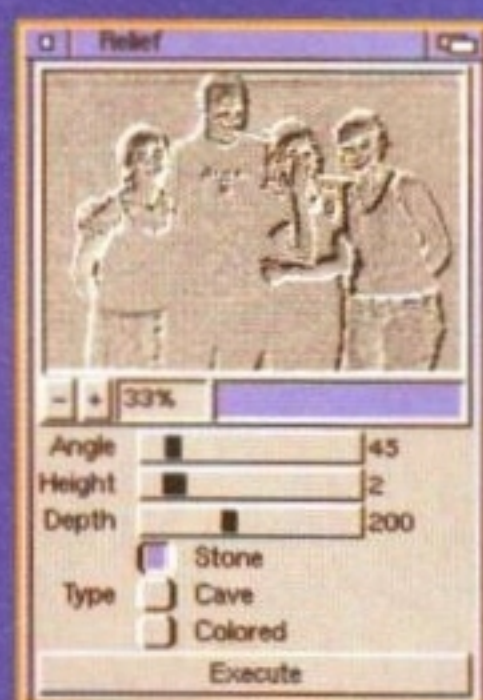 Relief
- + 33%
Angle 45
Height 2
Depth 200
Stone
Type Cave
Colored
Execute